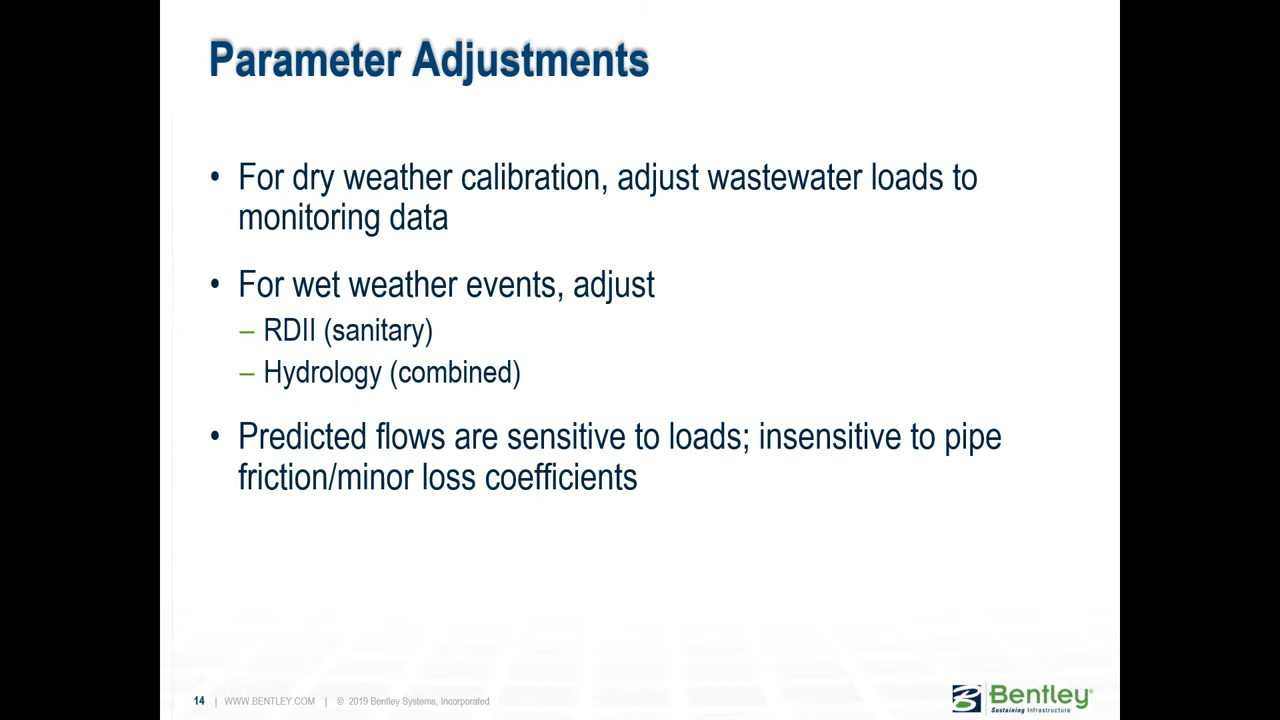 Parameter Adjustments
• For dry weather calibration, adjust wastewater loads to
monitoring data
• For wet weather events, adjust
– RDII (sanitary)
– Hydrology (combined)
• Predicted flows are sensitive to loads; insensitive to pipe
friction/minor loss coefficients
14 | WWW.BENTLEY.COM | © 2019 Bentley Systems, Incorporated
Bentley®
Sustaining Infrastructure